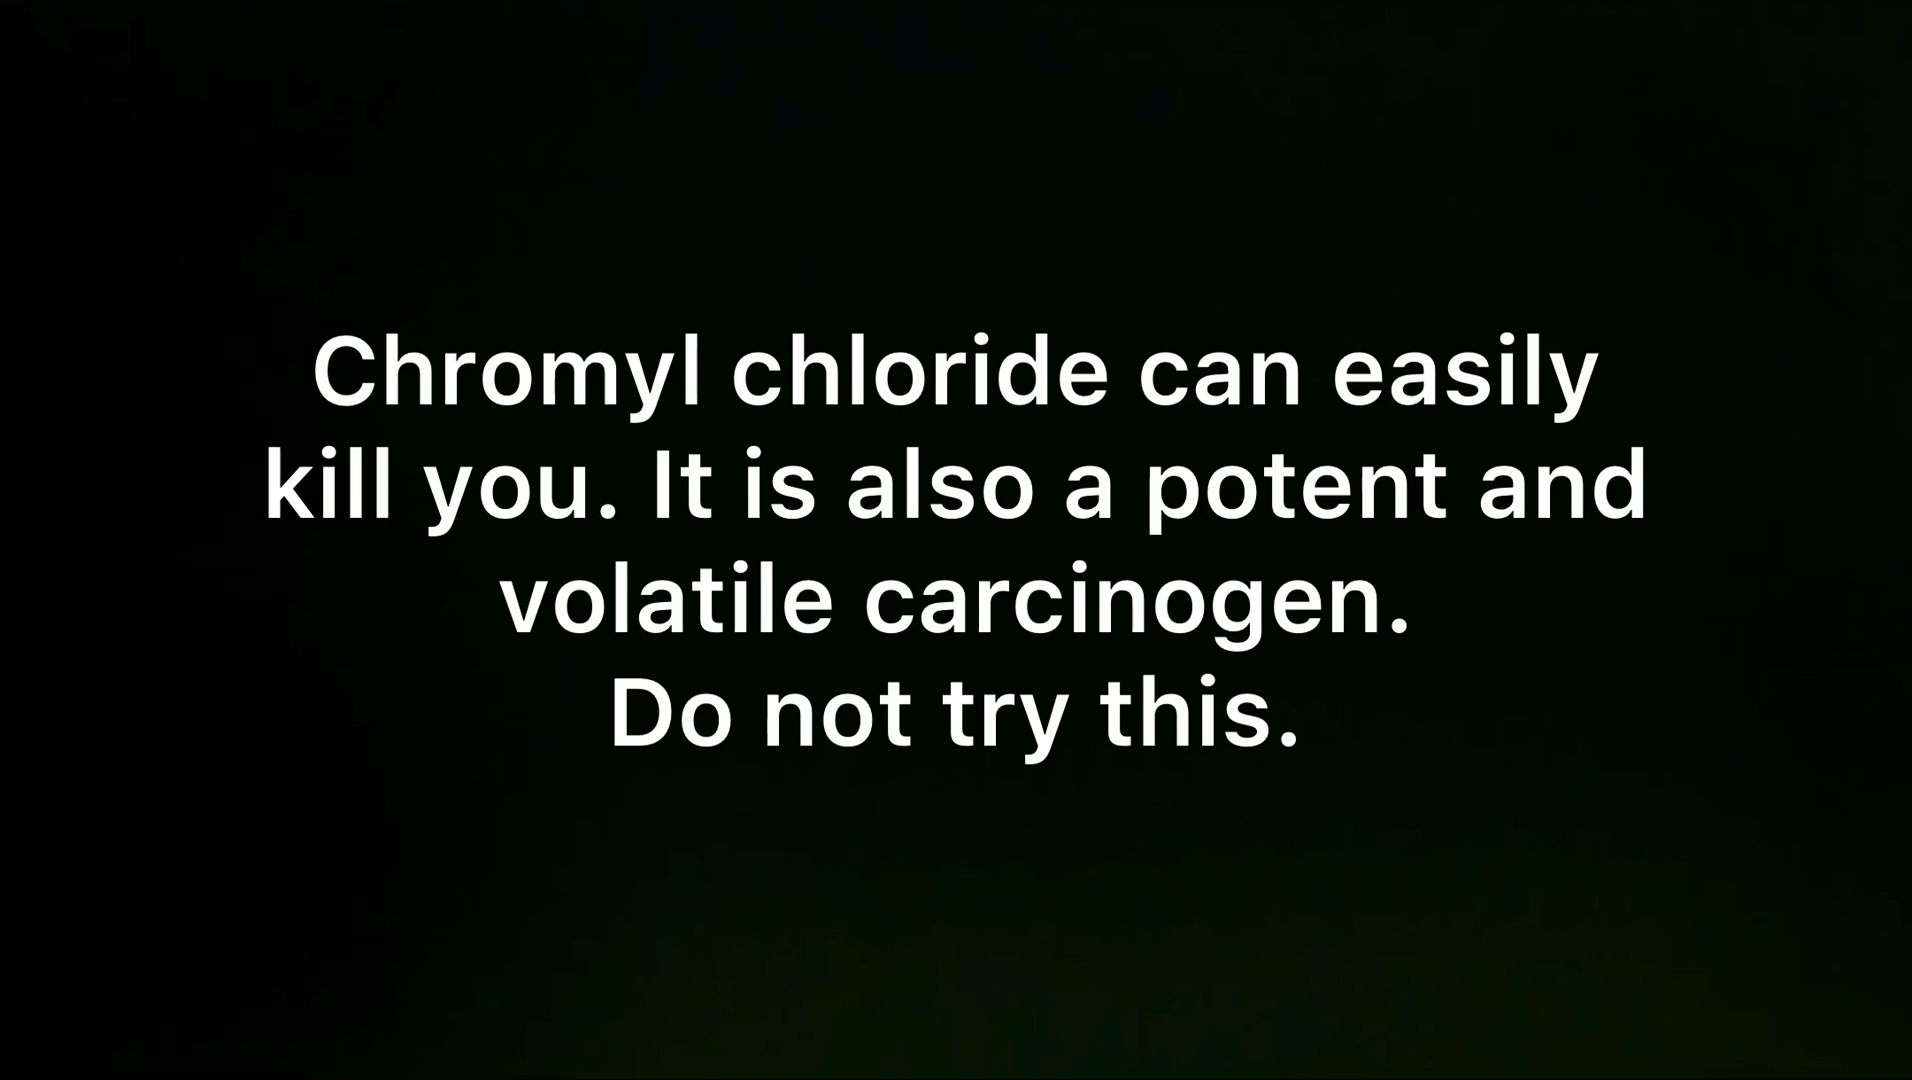 Chromyl chloride can easily
kill you. It is also a potent and
volatile carcinogen.
Do not try this.